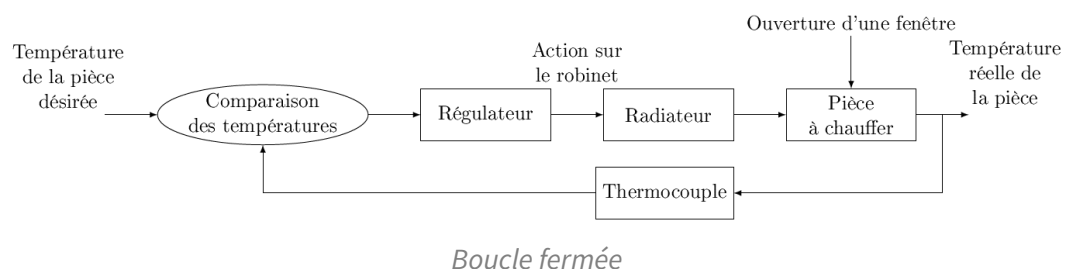 Ouverture d'une fenêtre
Température
de la pièce
désirée
Comparaison
des températures
Régulateur
Action sur
le robinet
Radiateur
Pièce
à chauffer
Température
réelle de
la pièce
Thermocouple
Boucle fermée